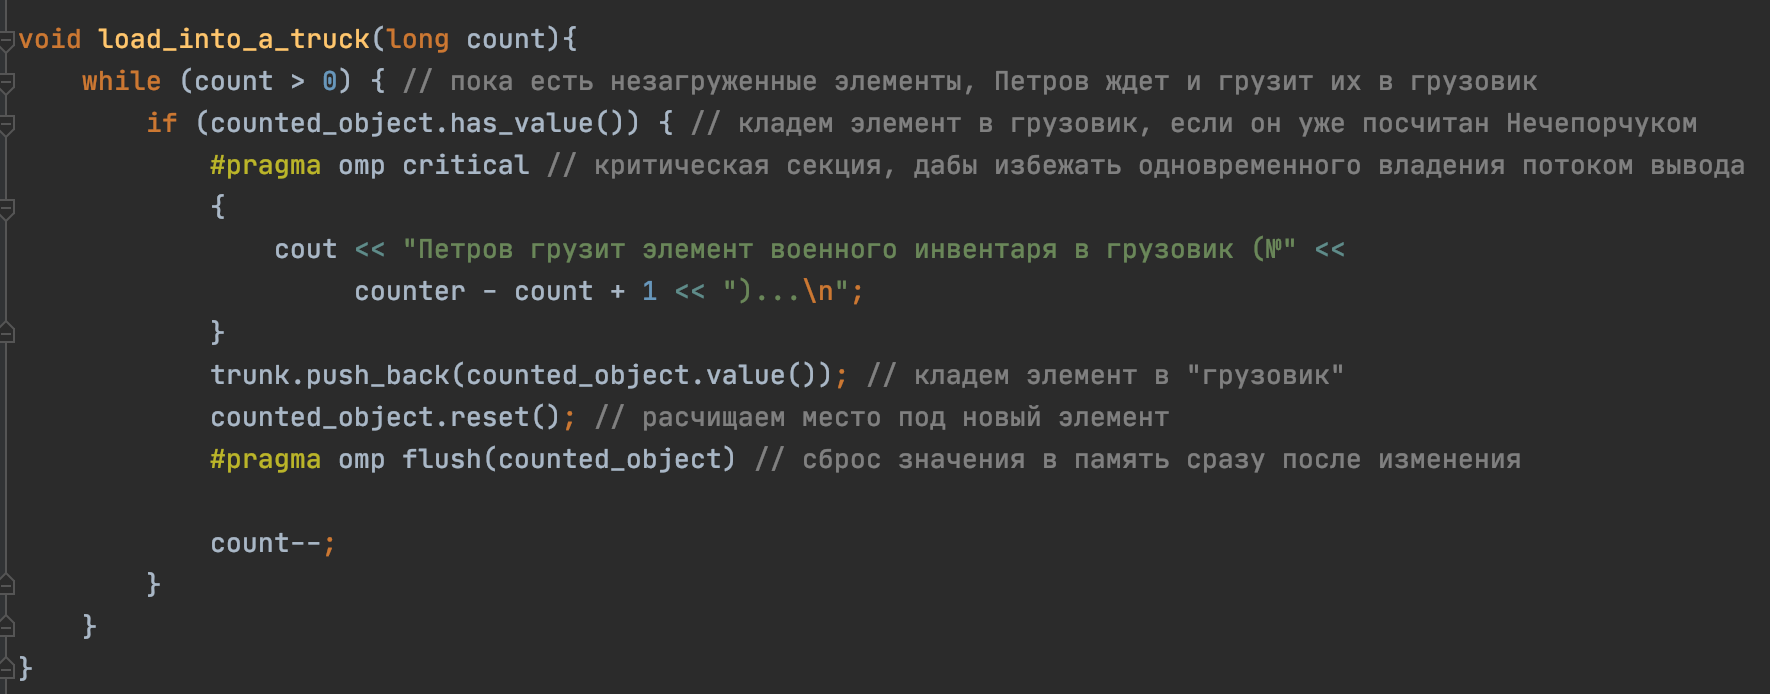 void load_into_a_truck(long count){
    while (count > 0) { // пока есть незагруженные элементы, Петров ждет и грузит их в грузовик
        if (counted_object.has_value()) { // кладем элемент в грузовик, если он уже посчитан Нечепорчуком
            #pragma omp critical // критическая секция, дабы избежать одновременного владения потоком вывода
            {
                cout << "Петров грузит элемент военного инвентаря в грузовик (№" <<
                     counter - count + 1 << ")...\n";
            }
            trunk.push_back(counted_object.value()); // кладем элемент в "грузовик"
            counted_object.reset(); // расчищаем место под новый элемент
            #pragma omp flush(counted_object) // сброс значения в память сразу после изменения

            count--;
        }
    }
}